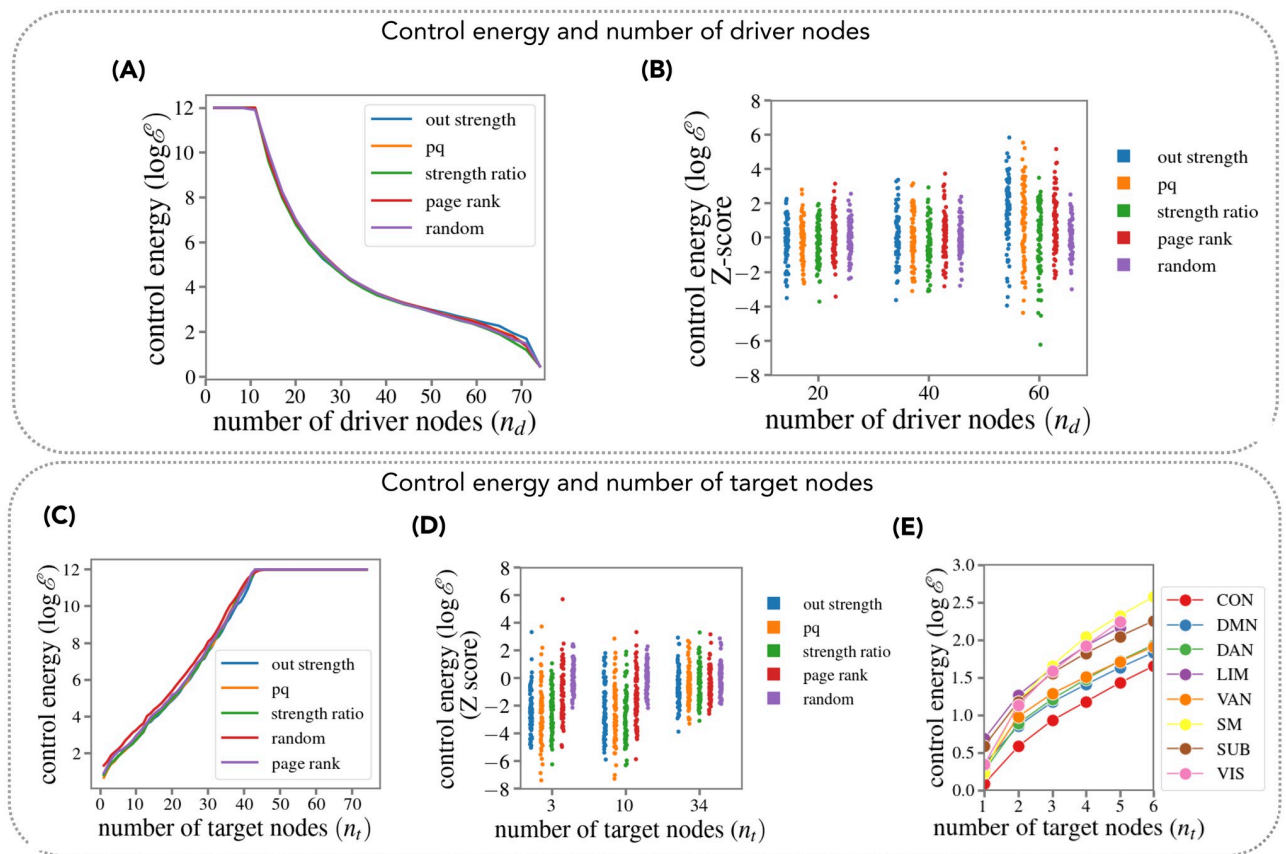 Control energy and number of driver nodes
(A)
control energy (log ℰ)
12
10
8
6
4
2
0
0 10 20 30 40 50 60 70
number of driver nodes (n_d)
out strength
pq
strength ratio
page rank
random
(B)
control energy (log ℰ)
Z-score
8
6
4
2
0
−2
−4
−6
−8
20 40 60
number of driver nodes (n_d)
out strength
pq
strength ratio
page rank
random
Control energy and number of target nodes
(C)
control energy (log ℰ)
12
10
8
6
4
2
0 10 20 30 40 50 60 70
number of target nodes (n_t)
out strength
pq
strength ratio
random
page rank
(D)
control energy (log ℰ)
(Z score)
8
6
4
2
0
−2
−4
−6
−8
3 10 34
number of target nodes (n_t)
out strength
pq
strength ratio
page rank
random
(E)
control energy (log ℰ)
3.0
2.5
2.0
1.5
1.0
0.5
0.0
1 2 3 4 5 6
number of target nodes (n_t)
CON
DMN
DAN
LIM
VAN
SM
SUB
VIS